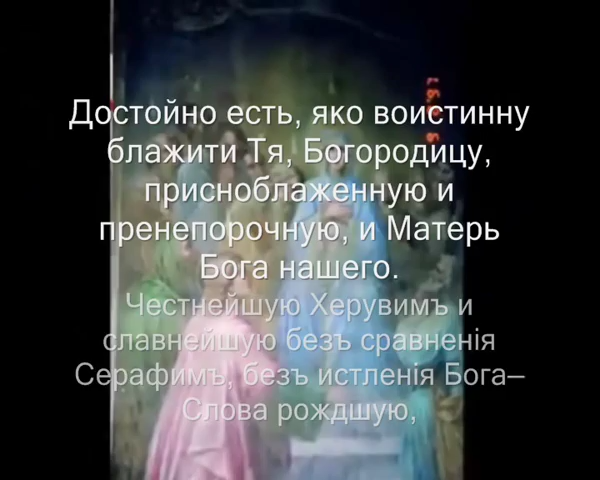 Достойно есть, яко воистинну
блажити Тя, Богородицу,
присноблаженную и
пренепорочную, и Матерь
Бога нашего.
Честнейшую Херувимъ и
славнейшую безъ сравненія
Серафимъ, безъ истленія Бога–
Слова рождшую,